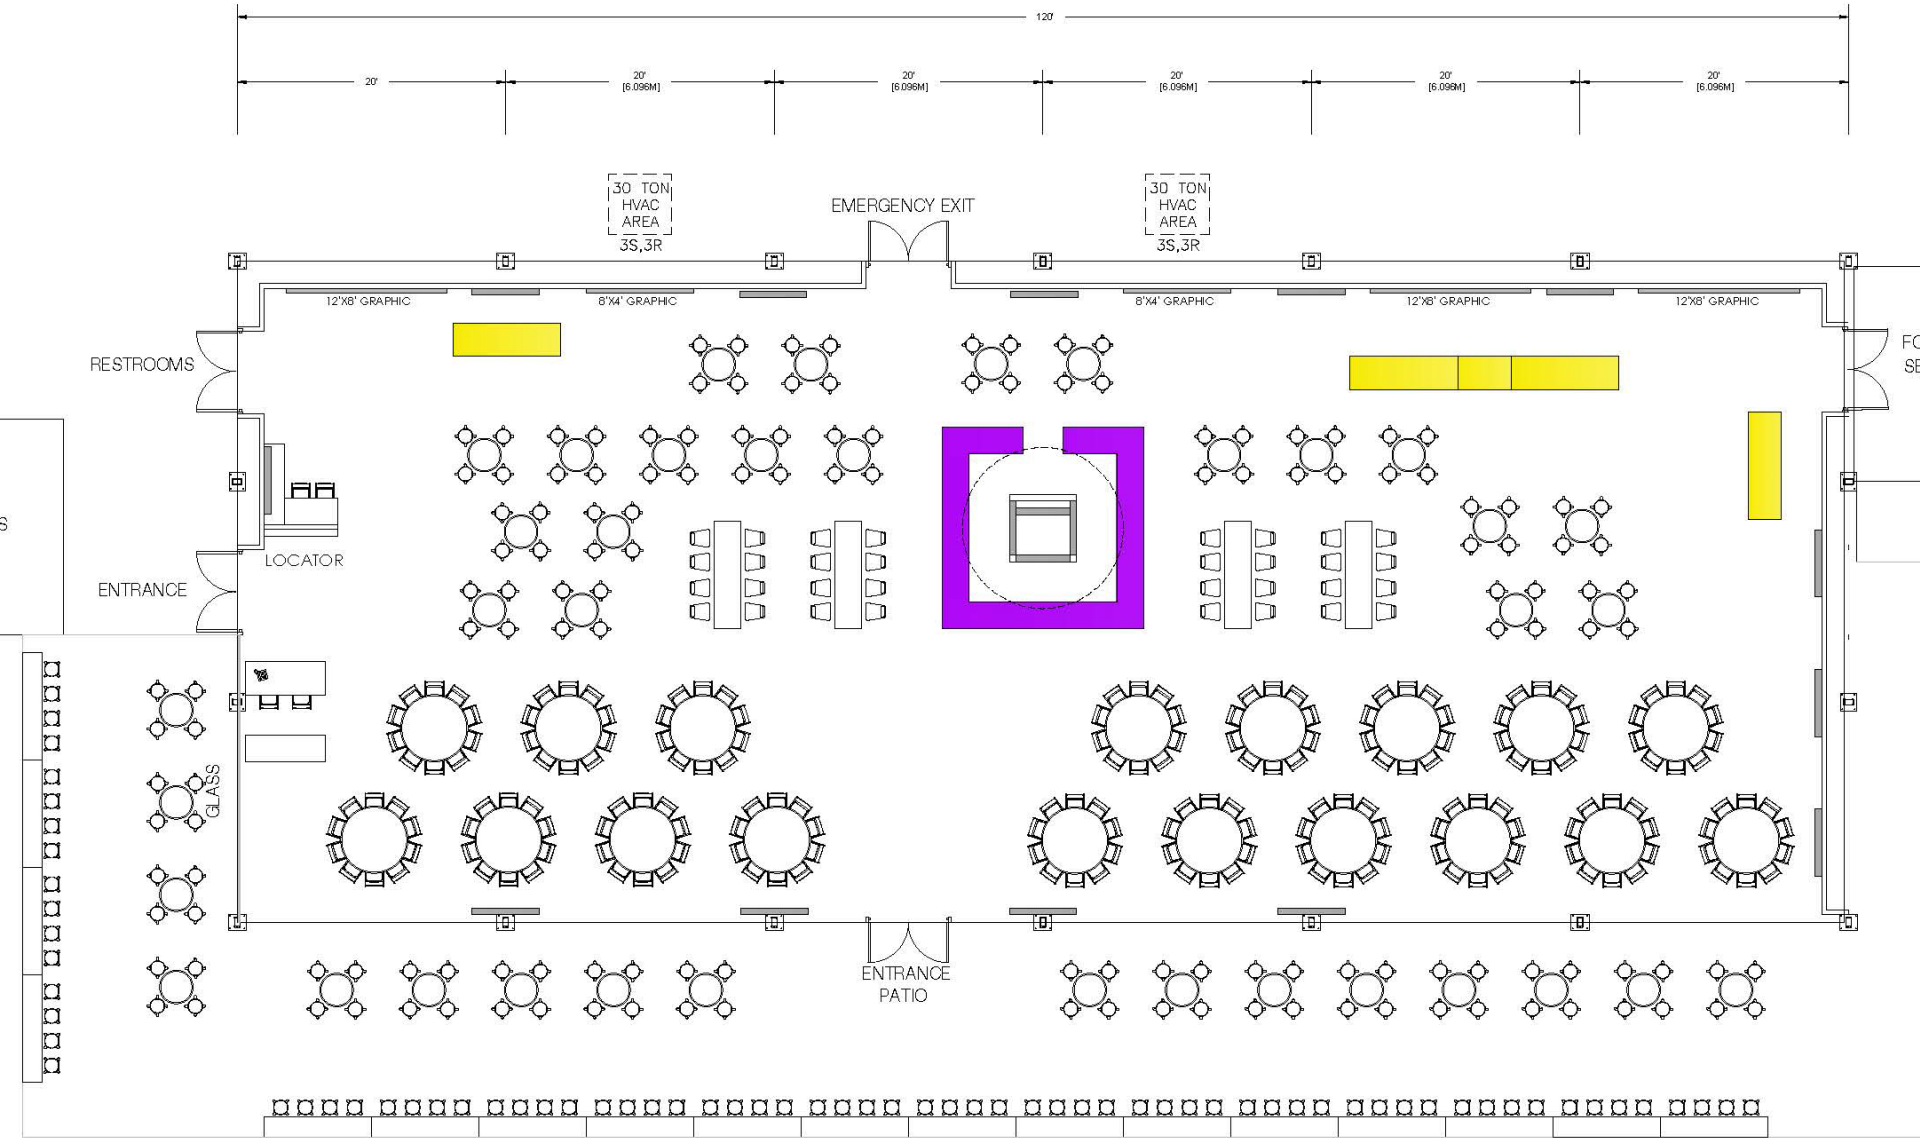 120'
20'
20'
[6.096M]
20'
[6.096M]
20'
[6.096M]
20'
[6.096M]
20'
[6.096M]
30 TON
HVAC
AREA
3S,3R
EMERGENCY EXIT
30 TON
HVAC
AREA
3S,3R
12'X8' GRAPHIC
8'X4' GRAPHIC
8'X4' GRAPHIC
12'X8' GRAPHIC
12'X8' GRAPHIC
RESTROOMS
FO
SE
S
LOCATOR
ENTRANCE
GLASS
ENTRANCE
PATIO